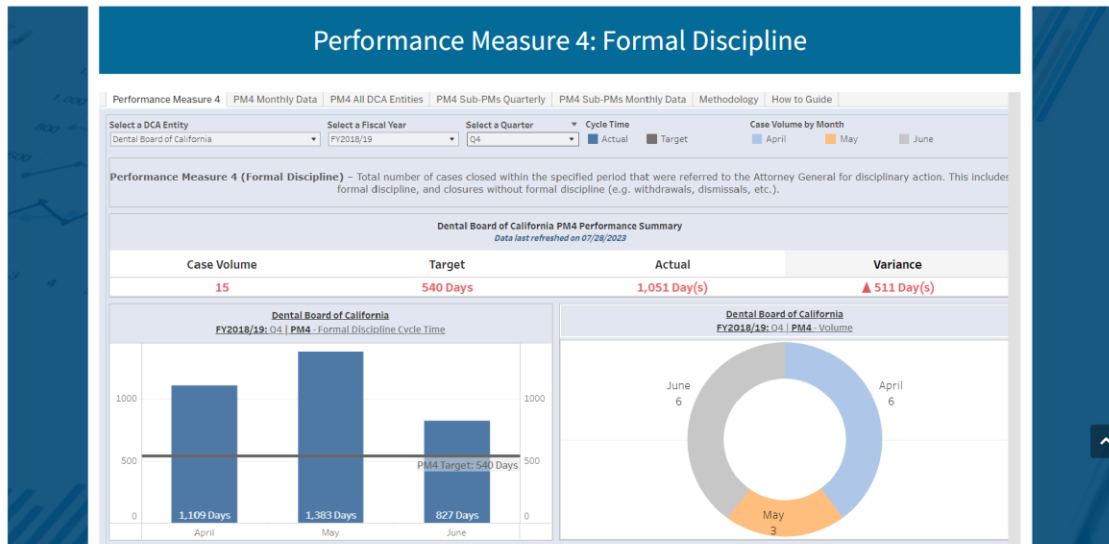 Performance Measure 4: Formal Discipline
Performance Measure 4 PM4 Monthly Data PM4 All DCA Entities PM4 Sub-PMs Quarterly PM4 Sub-PMs Monthly Data Methodology How to Guide
Select a DCA Entity Select a Fiscal Year Select a Quarter Cycle Time Case Volume by Month
Dental Board of California FY2018/19 Q4 Actual Target April May June
Performance Measure 4 (Formal Discipline) – Total number of cases closed within the specified period that were referred to the Attorney General for disciplinary action. This includes
formal discipline, and closures without formal discipline (e.g. withdrawals, dismissals, etc.).
Dental Board of California PM4 Performance Summary
Data last refreshed on 07/28/2023
Case Volume Target Actual Variance
15 540 Days 1,051 Day(s) ▲ 511 Day(s)
Dental Board of California
FY2018/19: Q4 | PM4 - Formal Discipline Cycle Time
1000 1000
500 500
PM4 Target: 540 Days
0 0
1,109 Days 1,383 Days 827 Days
April May June
Dental Board of California
FY2018/19: Q4 | PM4 - Volume
June
6
April
6
May
3